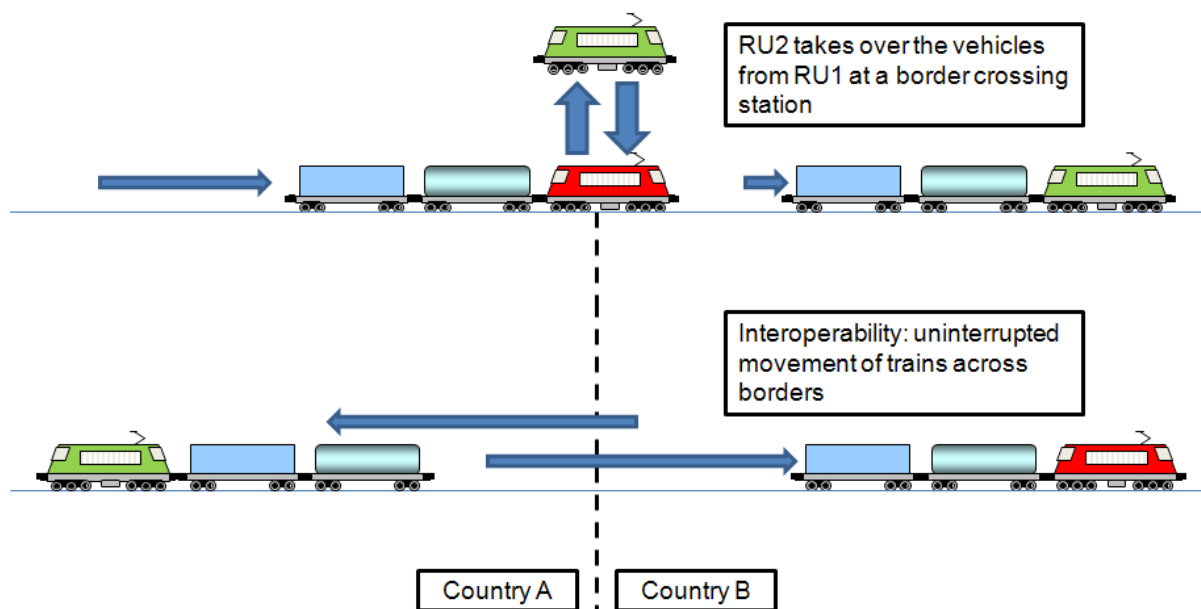 RU2 takes over the vehicles
from RU1 at a border crossing
station
Interoperability: uninterrupted
movement of trains across
borders
Country A
Country B